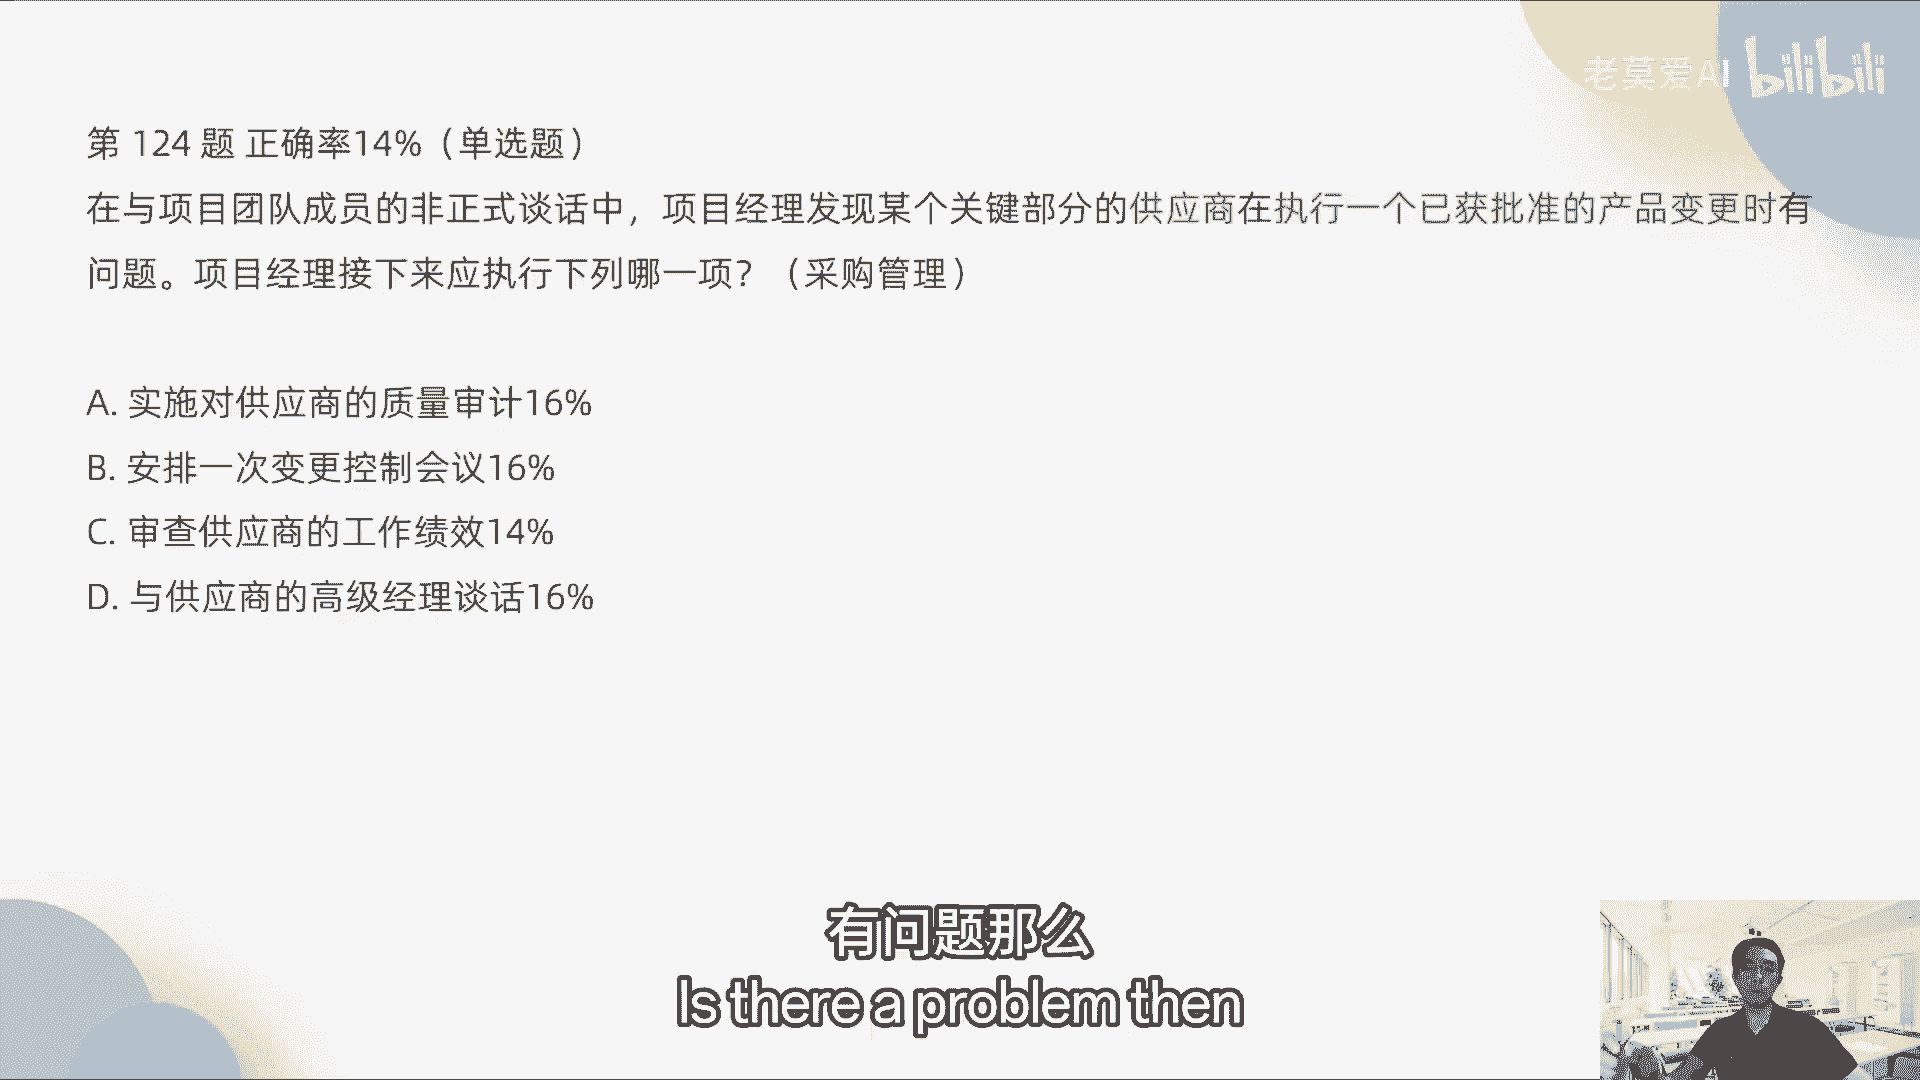 老莫爱AI bilibili
第 124 题 正确率14%（单选题）
在与项目团队成员的非正式谈话中，项目经理发现某个关键部分的供应商在执行一个已获批准的产品变更时有
问题。项目经理接下来应执行下列哪一项？（采购管理）
A. 实施对供应商的质量审计16%
B. 安排一次变更控制会议16%
C. 审查供应商的工作绩效14%
D. 与供应商的高级经理谈话16%
有问题那么
Is there a problem then